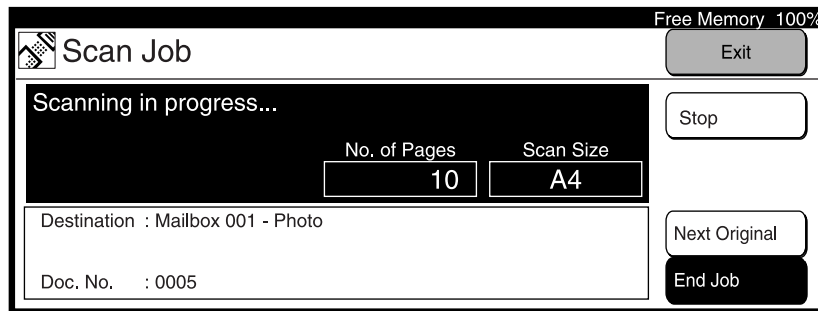 Free Memory 100%
Scan Job
Exit
Scanning in progress...
Stop
No. of Pages Scan Size
10 A4
Destination : Mailbox 001 - Photo
Next Original
Doc. No. : 0005
End Job